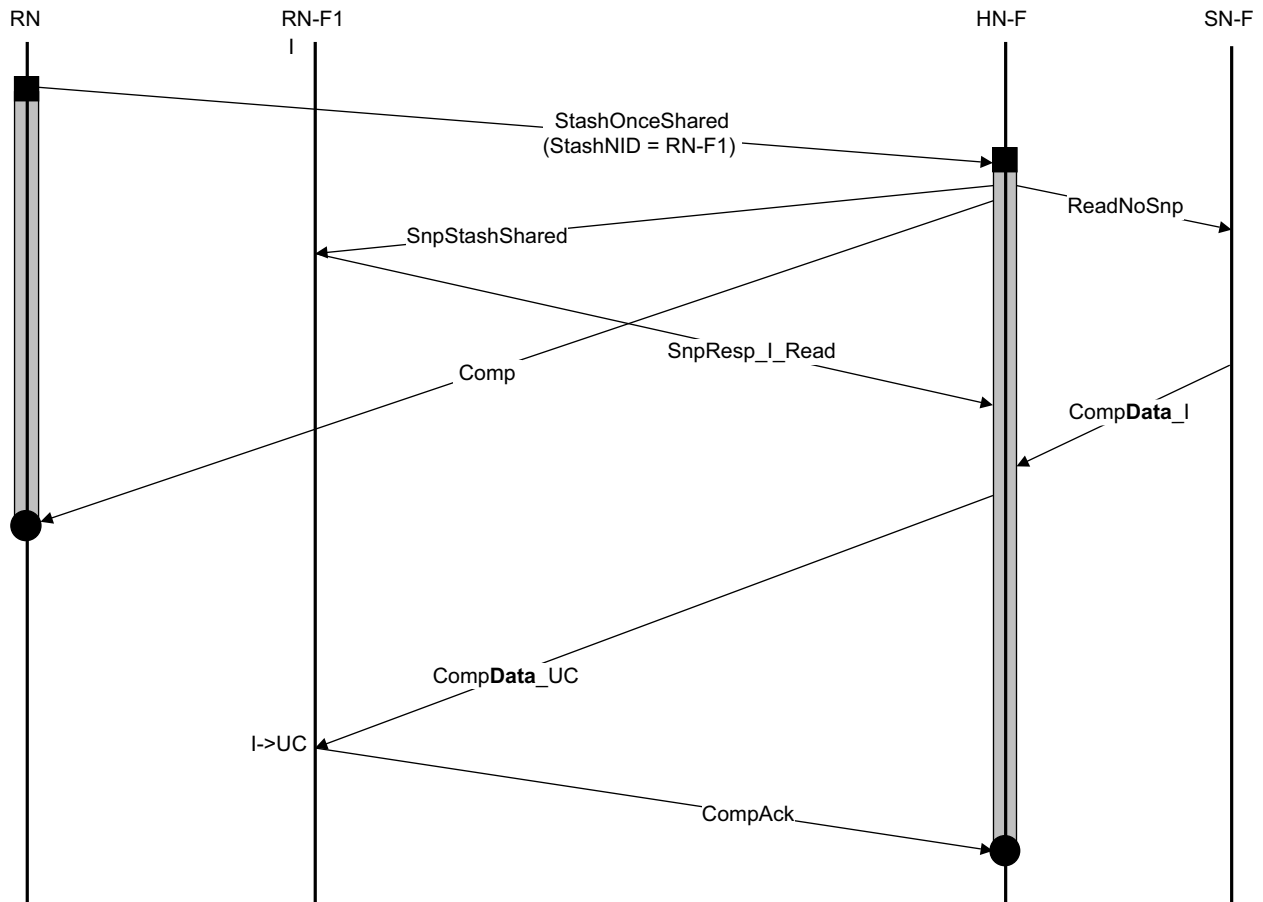 RN
RN-F1
HN-F
SN-F
I
StashOnceShared
(StashNID = RN-F1)
ReadNoSnp
SnpStashShared
SnpResp_I_Read
Comp
CompData_I
CompData_UC
I->UC
CompAck